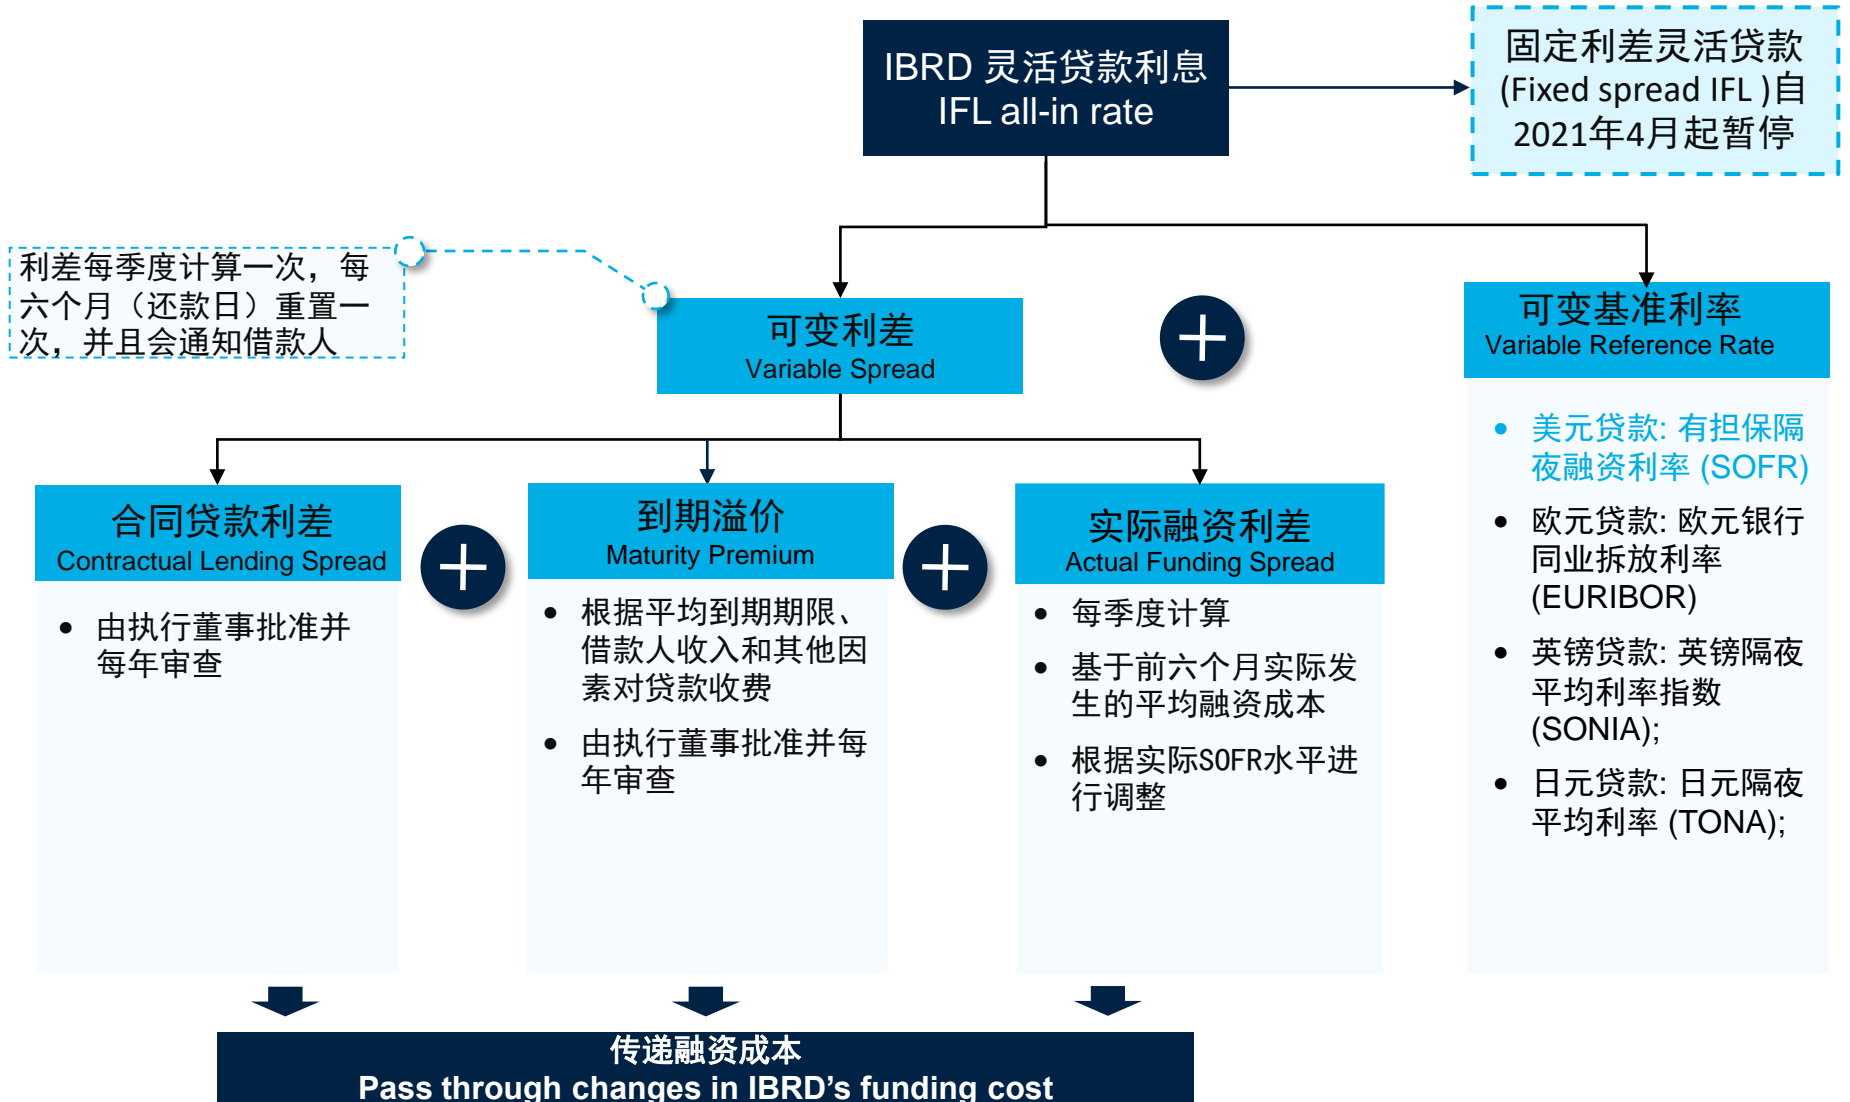 IBRD 灵活贷款利息
IFL all-in rate
固定利差灵活贷款
(Fixed spread IFL )自
2021年4月起暂停
利差每季度计算一次，每
六个月（还款日）重置一
次，并且会通知借款人
可变利差
Variable Spread
可变基准利率
Variable Reference Rate
合同贷款利差
Contractual Lending Spread
• 由执行董事批准并
每年审查
到期溢价
Maturity Premium
• 根据平均到期期限、
借款人收入和其他因
素对贷款收费
• 由执行董事批准并每
年审查
实际融资利差
Actual Funding Spread
• 每季度计算
• 基于前六个月实际发
生的平均融资成本
• 根据实际SOFR水平进
行调整
• 美元贷款: 有担保隔
夜融资利率 (SOFR)
• 欧元贷款: 欧元银行
同业拆放利率
(EURIBOR)
• 英镑贷款: 英镑隔夜
平均利率指数
(SONIA);
• 日元贷款: 日元隔夜
平均利率 (TONA);
传递融资成本
Pass through changes in IBRD’s funding cost